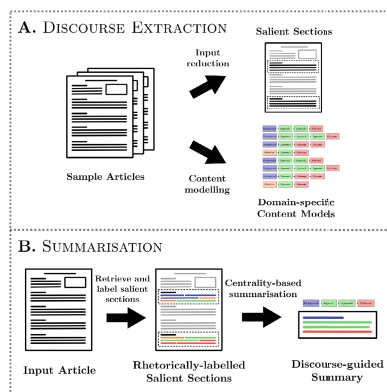 A. DISCOURSE EXTRACTION
Salient Sections
Input
reduction
Sample Articles
Content
modelling
Domain-specific
Content Models
B. SUMMARISATION
Retrieve and
label salient
sections
Centrality-based
summarisation
Input Article
Rhetorically-labelled
Salient Sections
Discourse-guided
Summary